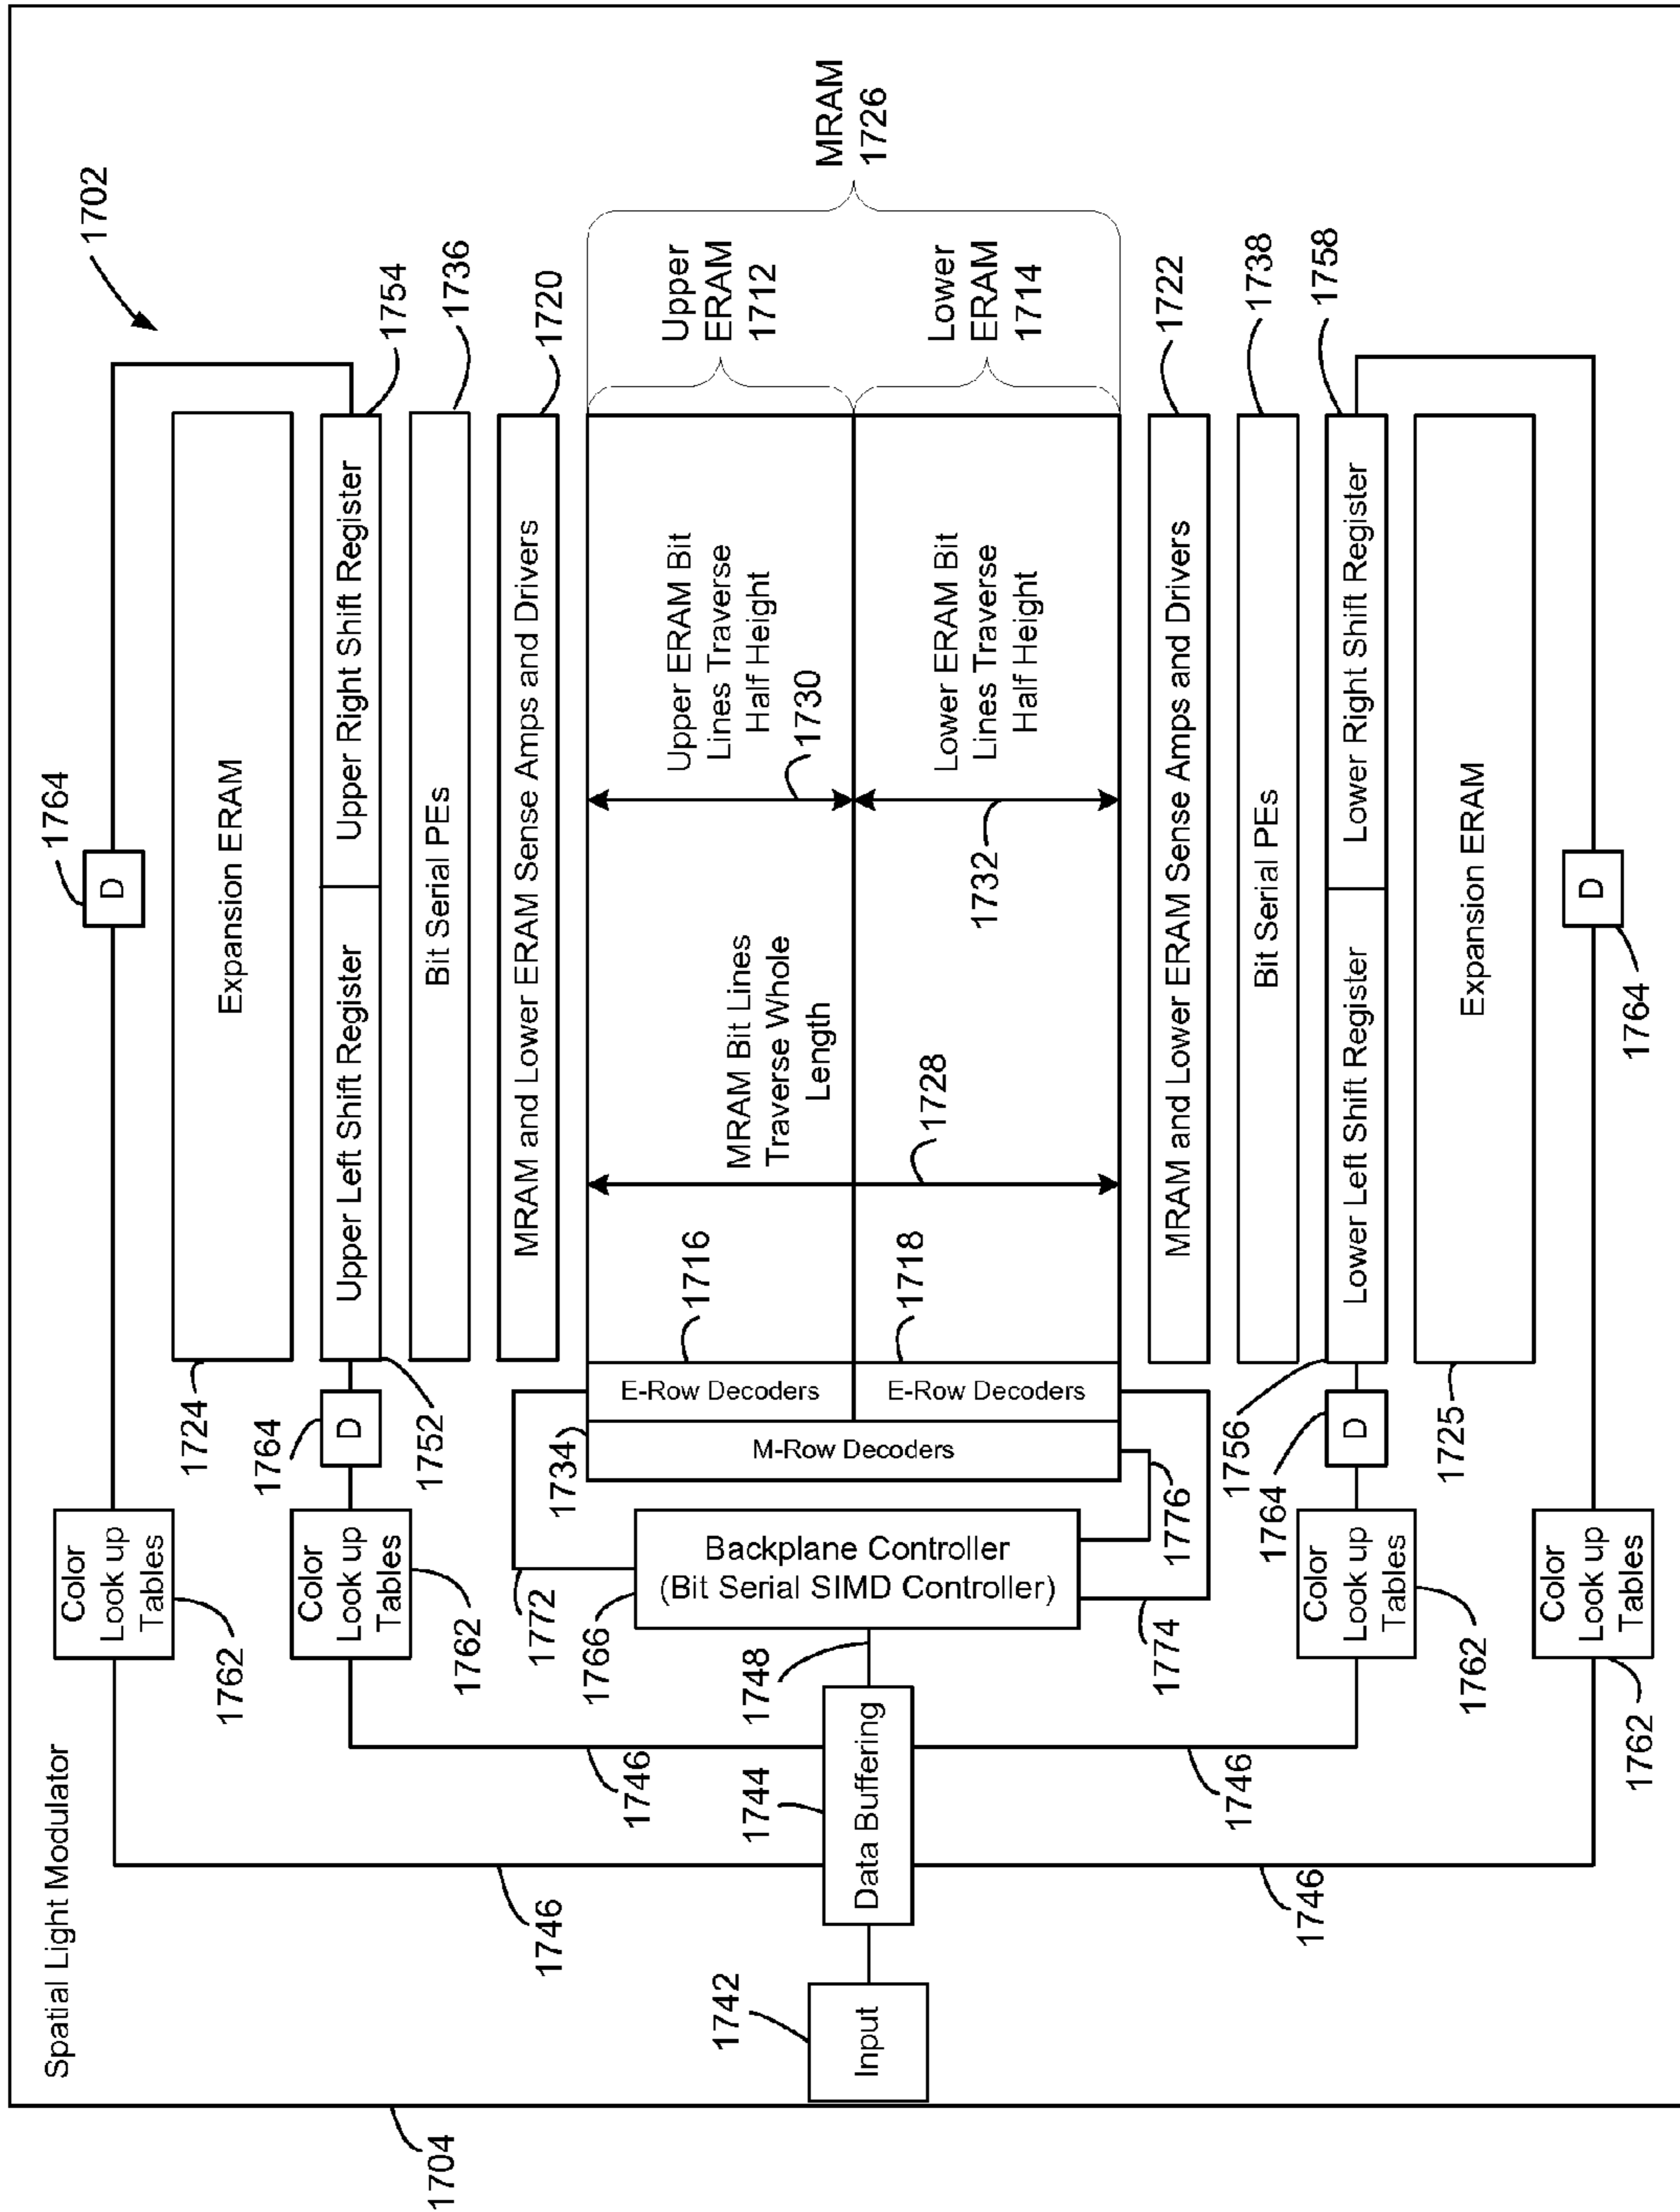 Spatial Light Modulator
1704
1702
1764
D
Color
Look up
Tables
1762
Expansion ERAM
1724
1754
Upper Left Shift Register
Upper Right Shift Register
1764
D
1752
Color
Look up
Tables
1762
1736
Bit Serial PEs
1720
MRAM and Lower ERAM Sense Amps and Drivers
1746
1746
1772
1734
1766
1716
E-Row Decoders
M-Row Decoders
MRAM Bit Lines
Traverse Whole
Length
1728
Upper ERAM Bit
Lines Traverse
Half Height
1730
Upper
ERAM
1712
MRAM
1726
1742
Input
1744
Data Buffering
1748
Backplane Controller
(Bit Serial SIMD Controller)
1718
E-Row Decoders
Lower ERAM Bit
Lines Traverse
Half Height
1732
Lower
ERAM
1714
1774
1776
1746
1746
MRAM and Lower ERAM Sense Amps and Drivers
1722
Bit Serial PEs
1738
1756
1764
D
Color
Look up
Tables
1762
Lower Left Shift Register
Lower Right Shift Register
1758
1725
Expansion ERAM
Color
Look up
Tables
1762
D
1764